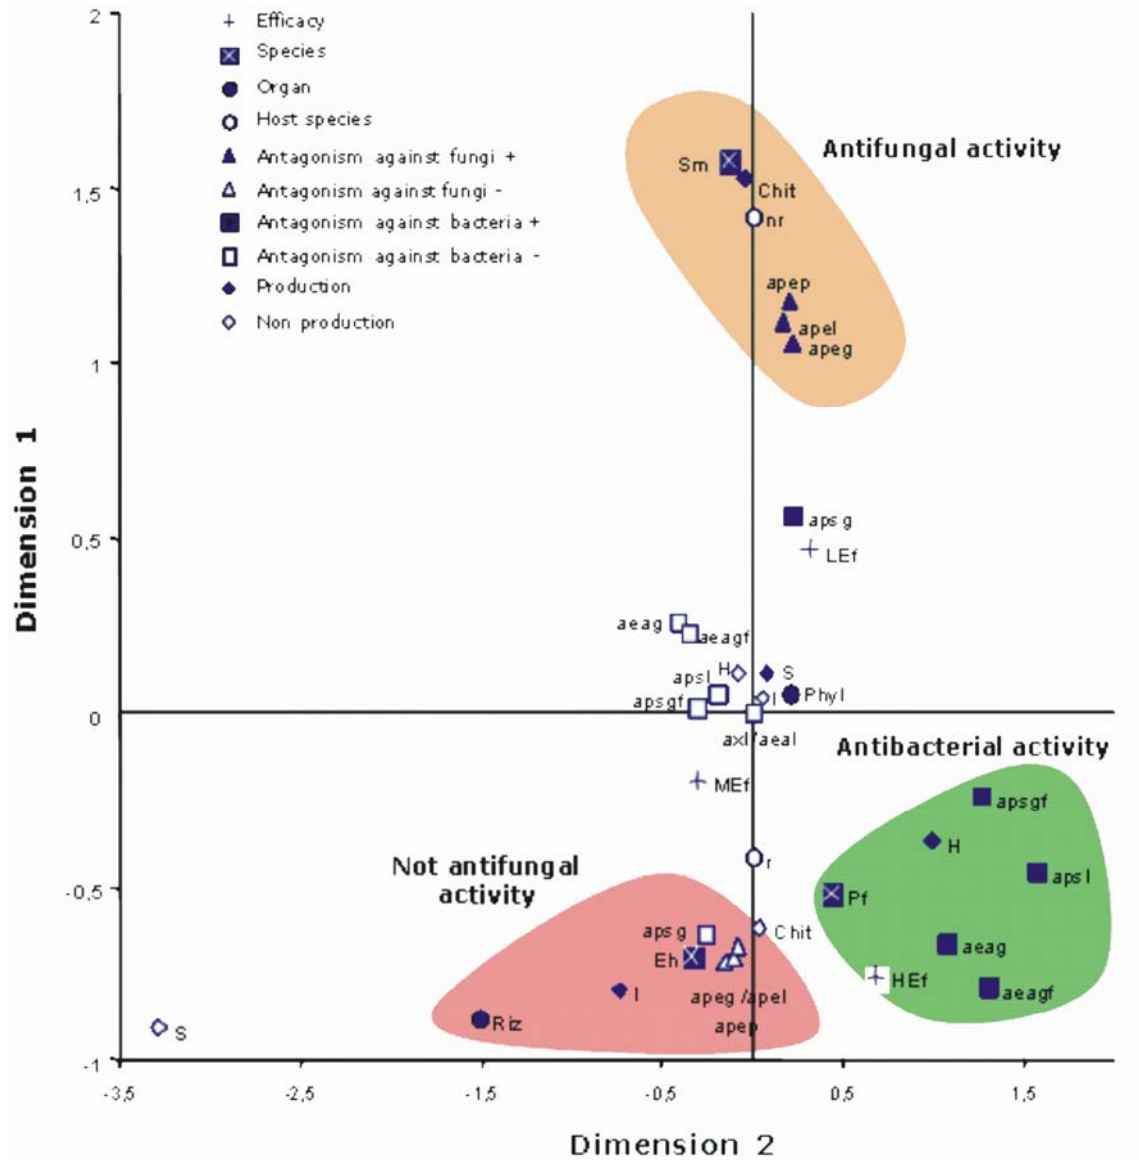 2
Efficacy
Species
Organ
Host species
Antagonism against fungi +
Antagonism against fungi -
Antagonism against bacteria +
Antagonism against bacteria -
Production
Non production
Antifungal activity
Sm
Chit
1,5
nr
apep
apel
apeg
1
Dimension 1
apsg
0,5
LEf
aeag
aeagf
H
S
apsl
I
Phyl
apsgf
0
axl/aeal
Antibacterial activity
MEf
apsgf
H
r
Not antifungal
activity
apsl
-0,5
Pf
Chit
apsg
aeag
Eh
HEf
I
apeg/apel
aeagf
Riz
apep
S
-1
-3,5
-2,5
-1,5
-0,5
0,5
1,5
Dimension 2